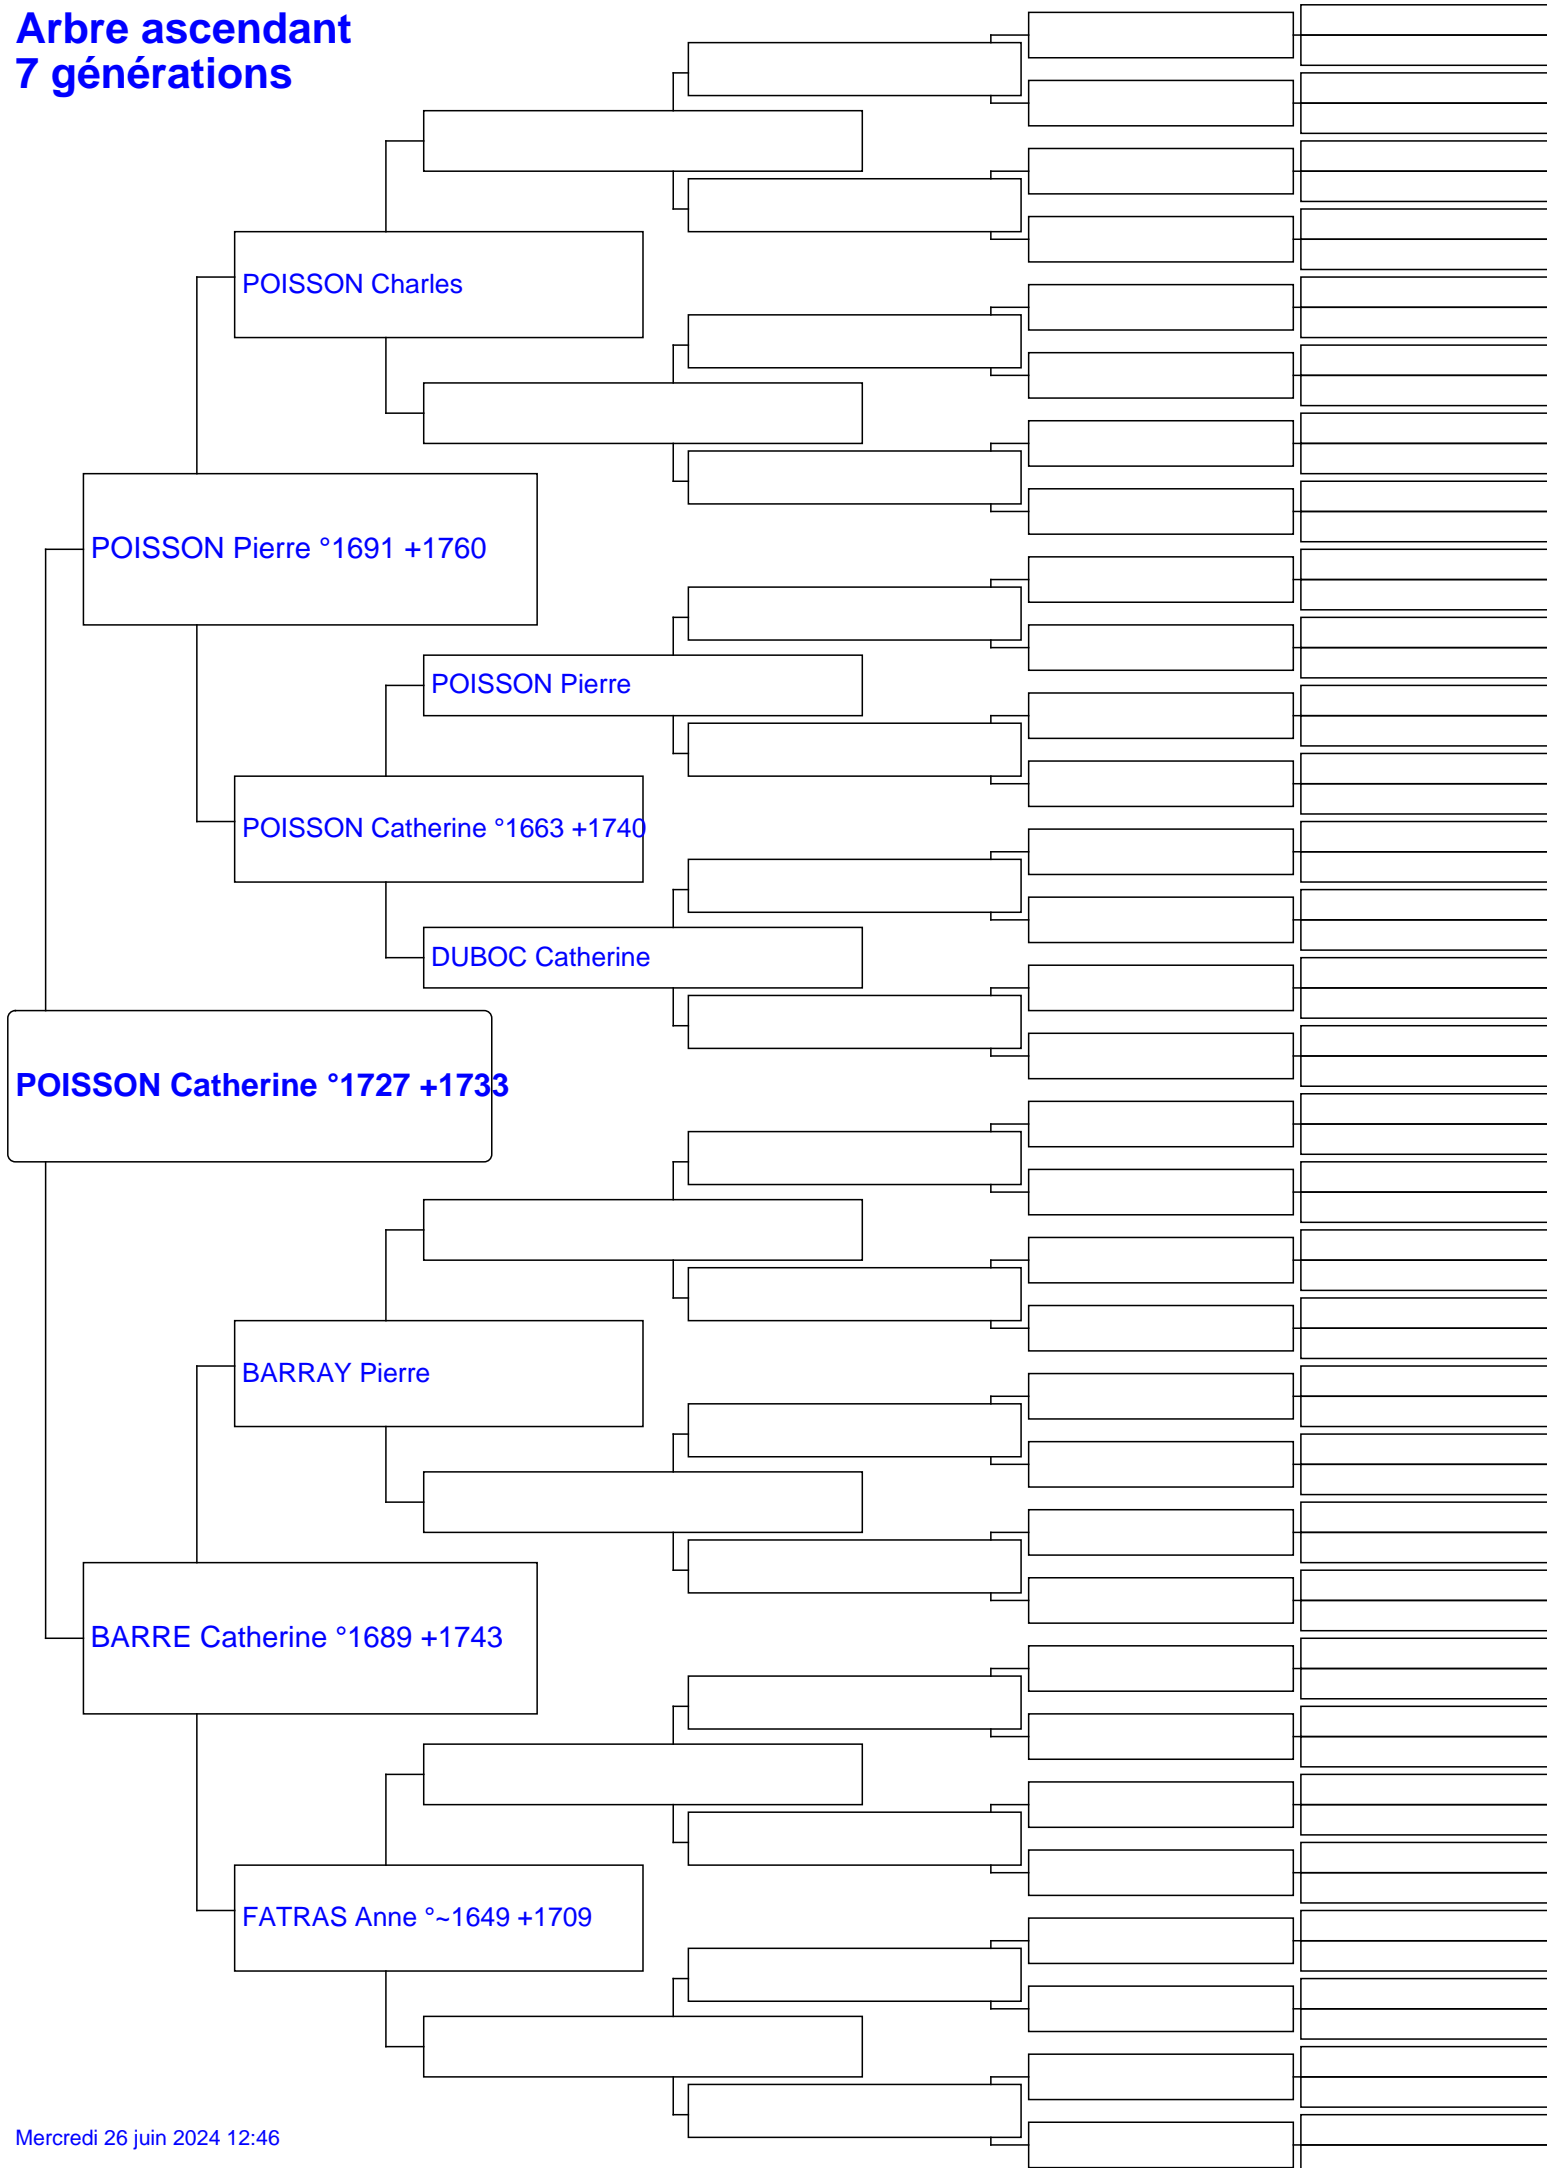 Arbre ascendant
7 générations
POISSON Charles
POISSON Pierre °1691 +1760
POISSON Pierre
POISSON Catherine °1663 +1740
DUBOC Catherine
POISSON Catherine °1727 +1733
BARRAY Pierre
BARRE Catherine °1689 +1743
FATRAS Anne °~1649 +1709
Mercredi 26 juin 2024 12:46